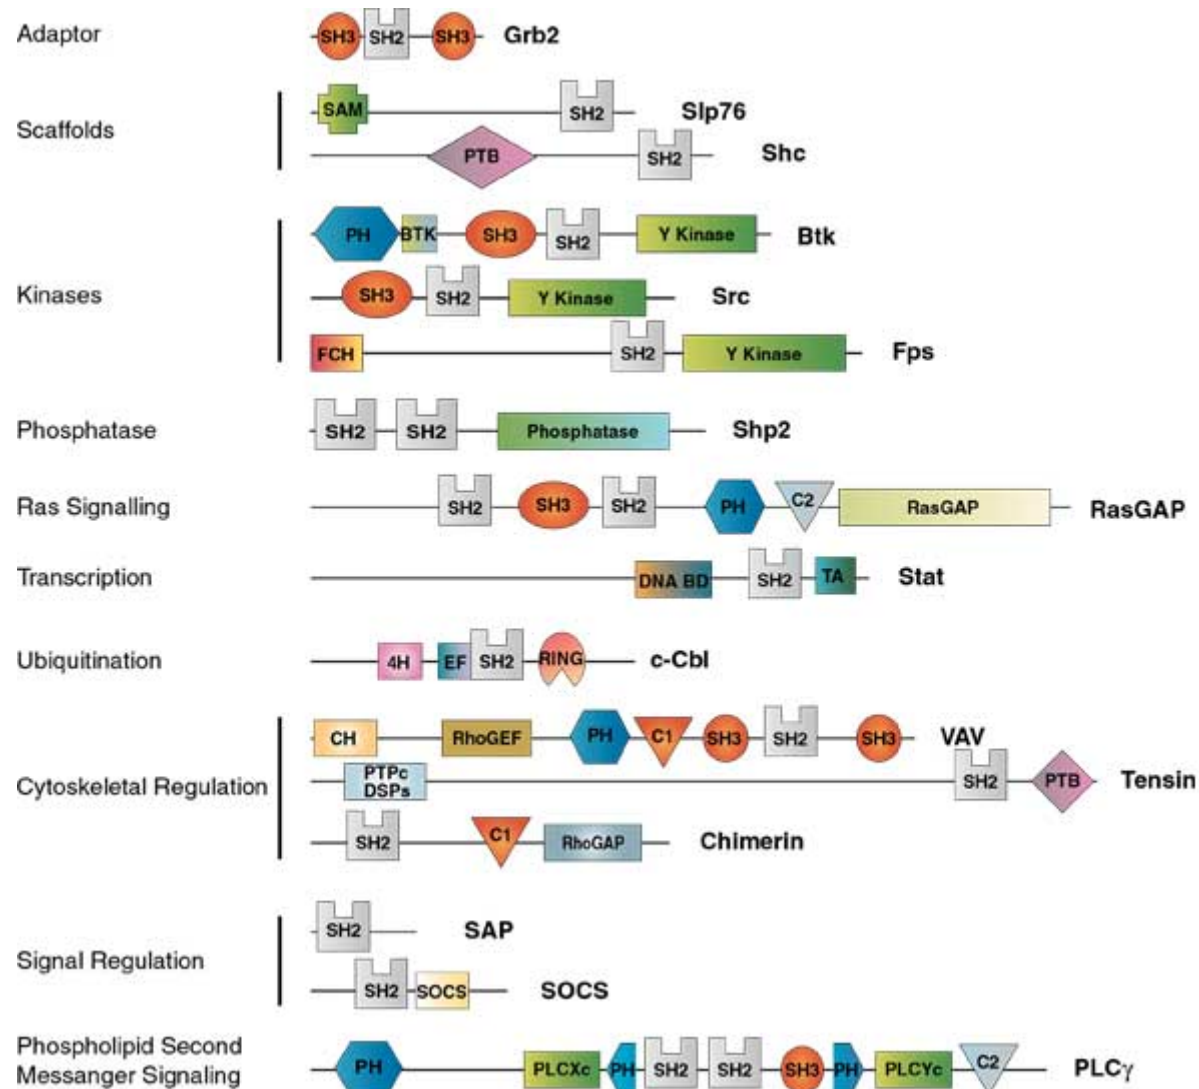 Adaptor
SH3 SH2 SH3 Grb2
Scaffolds
SAM SH2 Slp76
PTB SH2 Shc
Kinases
PH BTK SH3 SH2 Y Kinase Btk
SH3 SH2 Y Kinase Src
FCH SH2 Y Kinase Fps
Phosphatase
SH2 SH2 Phosphatase Shp2
Ras Signalling
SH2 SH3 SH2 PH C2 RasGAP RasGAP
Transcription
DNA BD SH2 TA Stat
Ubiquitination
4H EF SH2 RING c-Cbl
Cytoskeletal Regulation
CH RhoGEF PH C1 SH3 SH2 SH3 VAV
PTPc
DSPs
SH2 PTB Tensin
SH2 C1 RhoGAP Chimerin
Signal Regulation
SH2 SAP
SH2 SOCS SOCS
Phospholipid Second
Messanger Signaling
PH PLCXc PH SH2 SH2 SH3 PH PLCYc C2 PLCγ